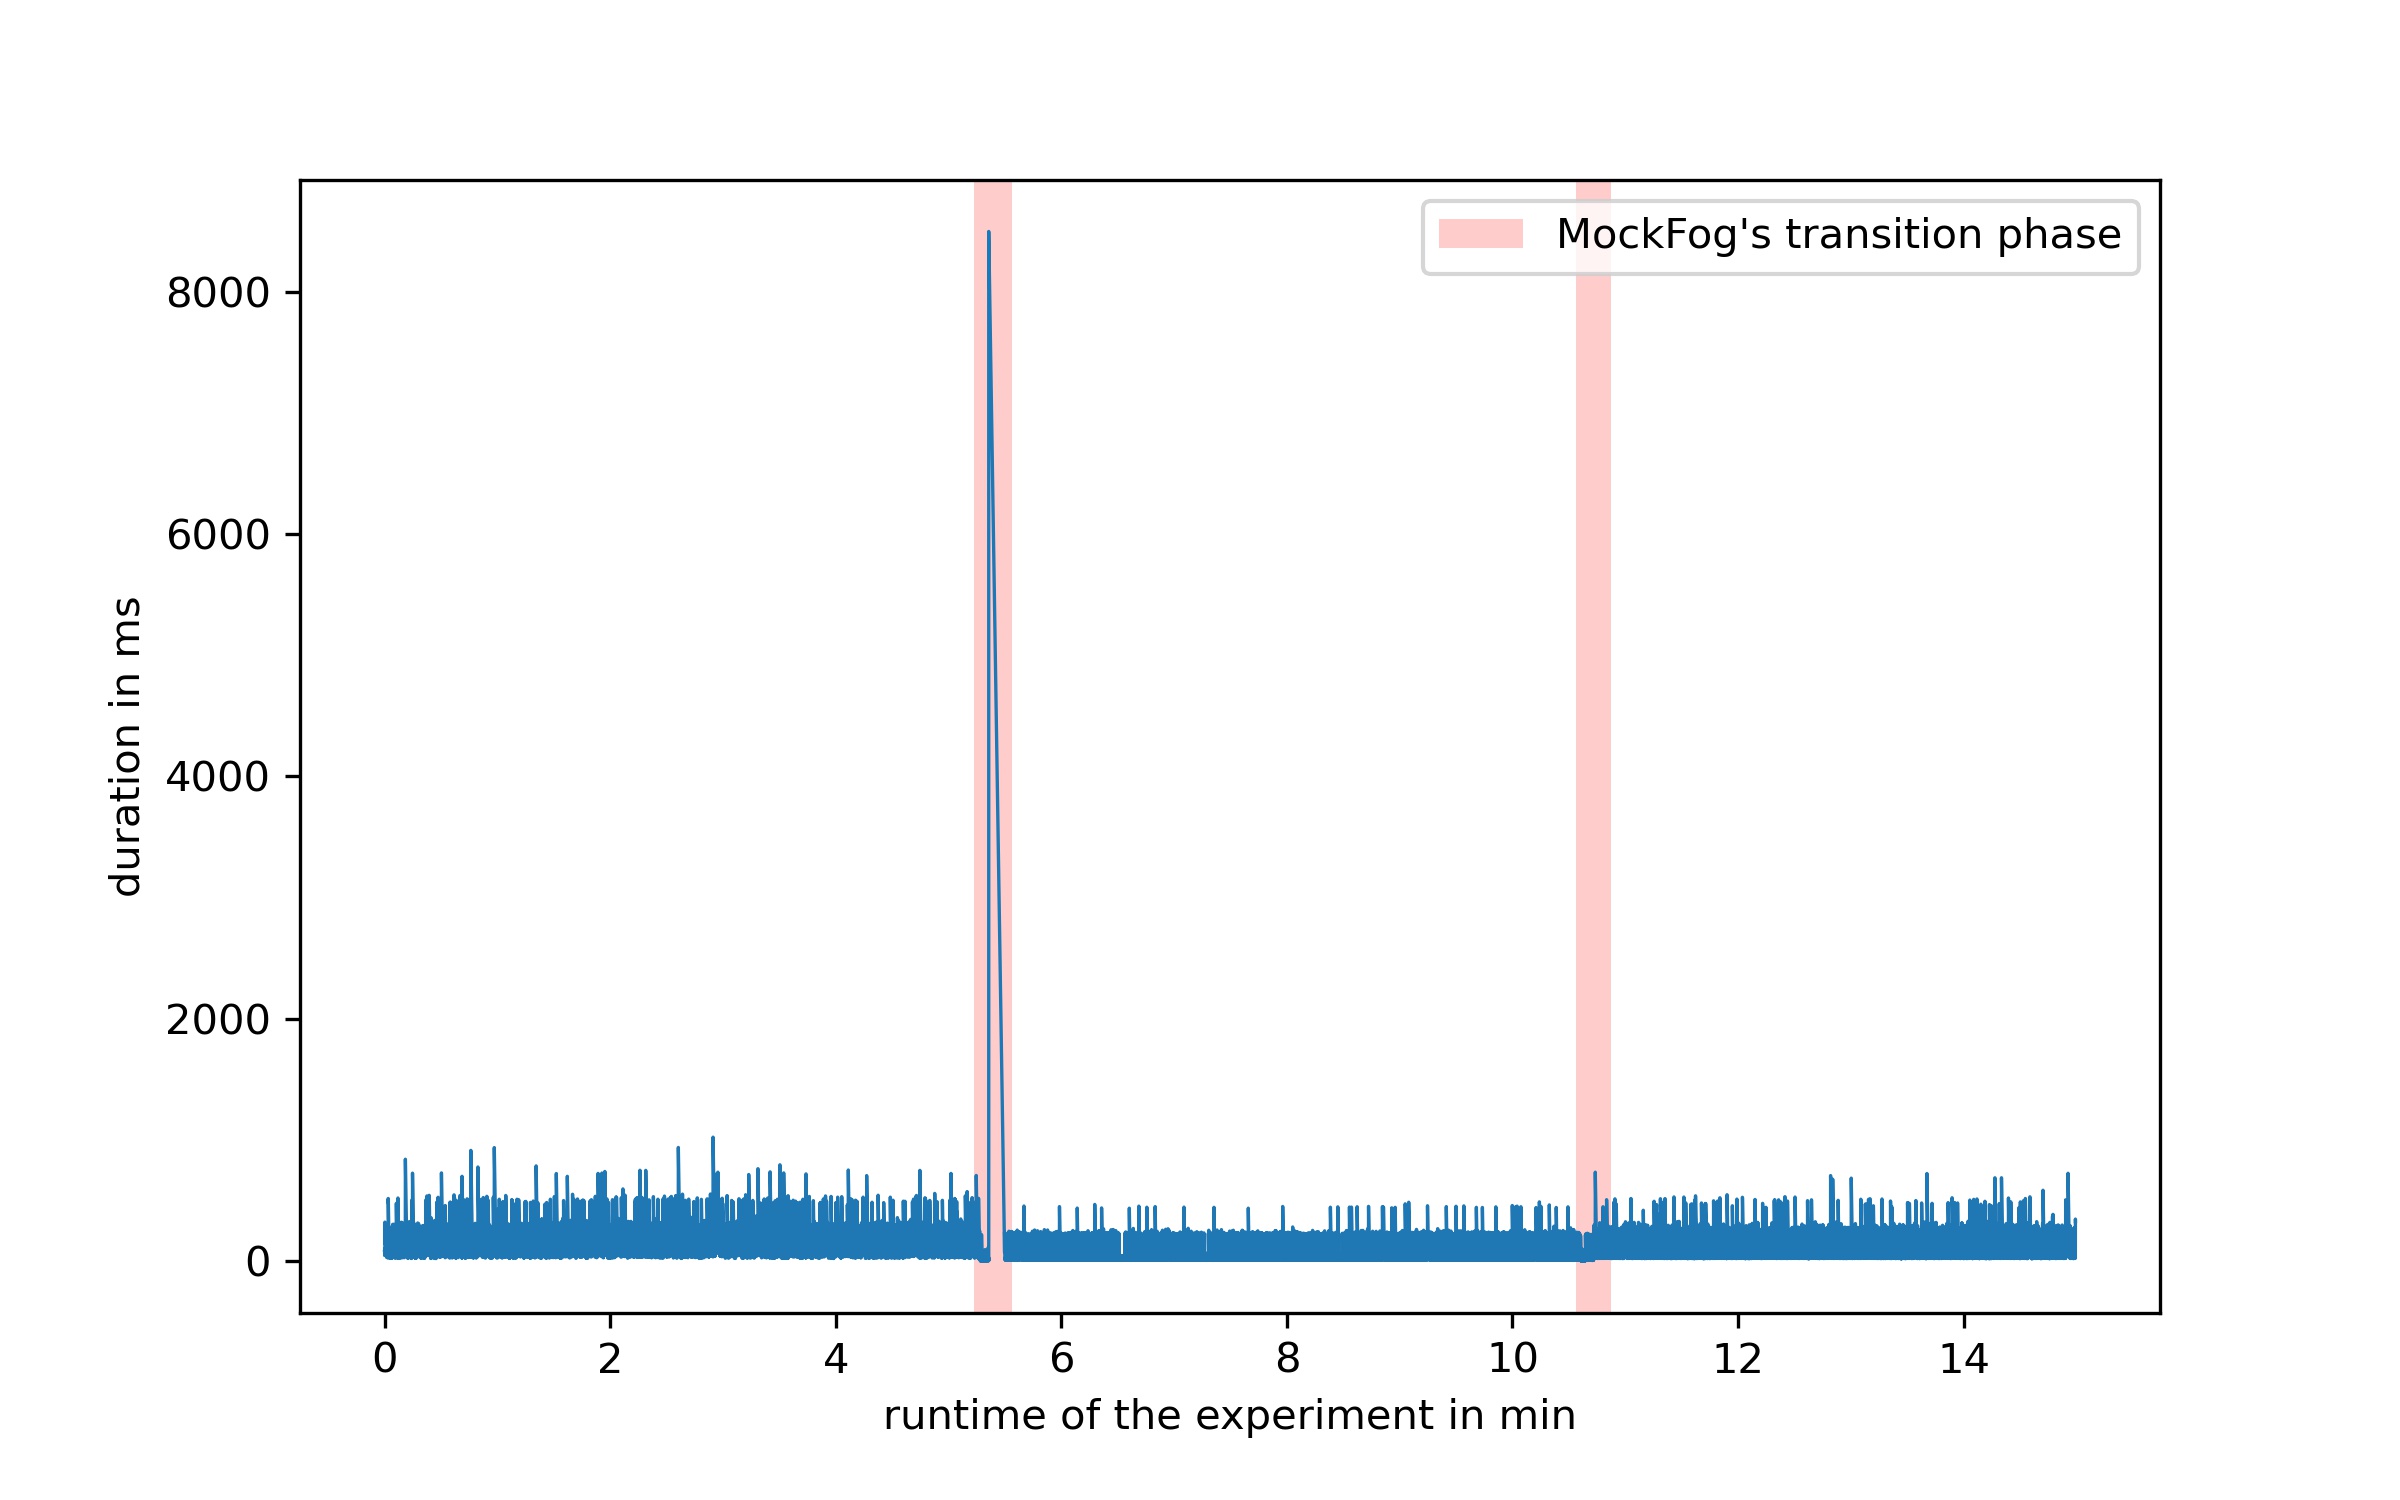 MockFog's transition phase
8000
6000
4000
2000
0
duration in ms
0 2 4 6 8 10 12 14
runtime of the experiment in min